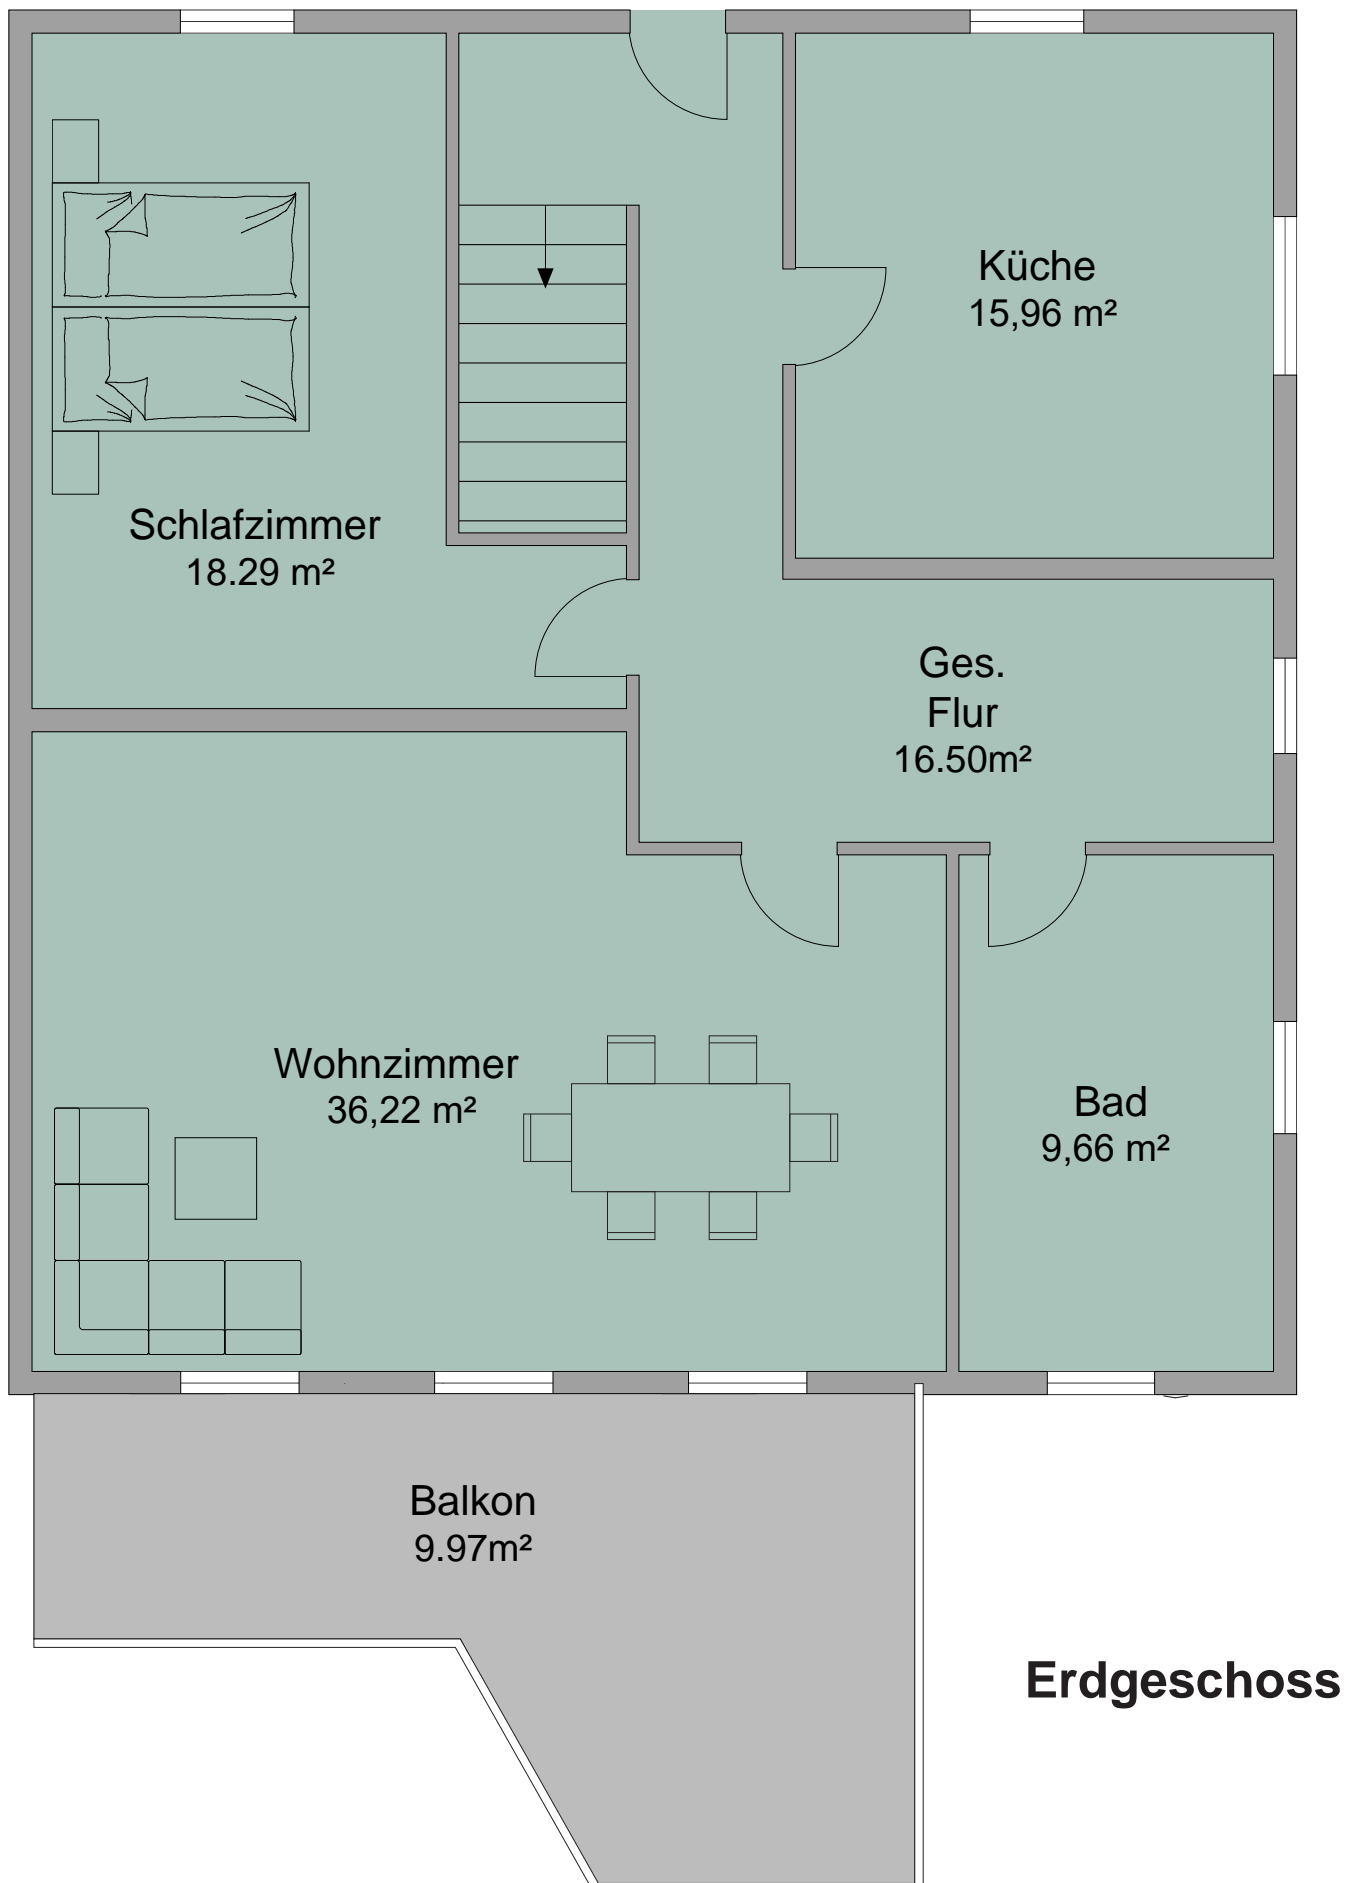 Küche
15,96 m²
Schlafzimmer
18.29 m²
Ges.
Flur
16.50m²
Wohnzimmer
36,22 m²
Bad
9,66 m²
Balkon
9.97m²
Erdgeschoss